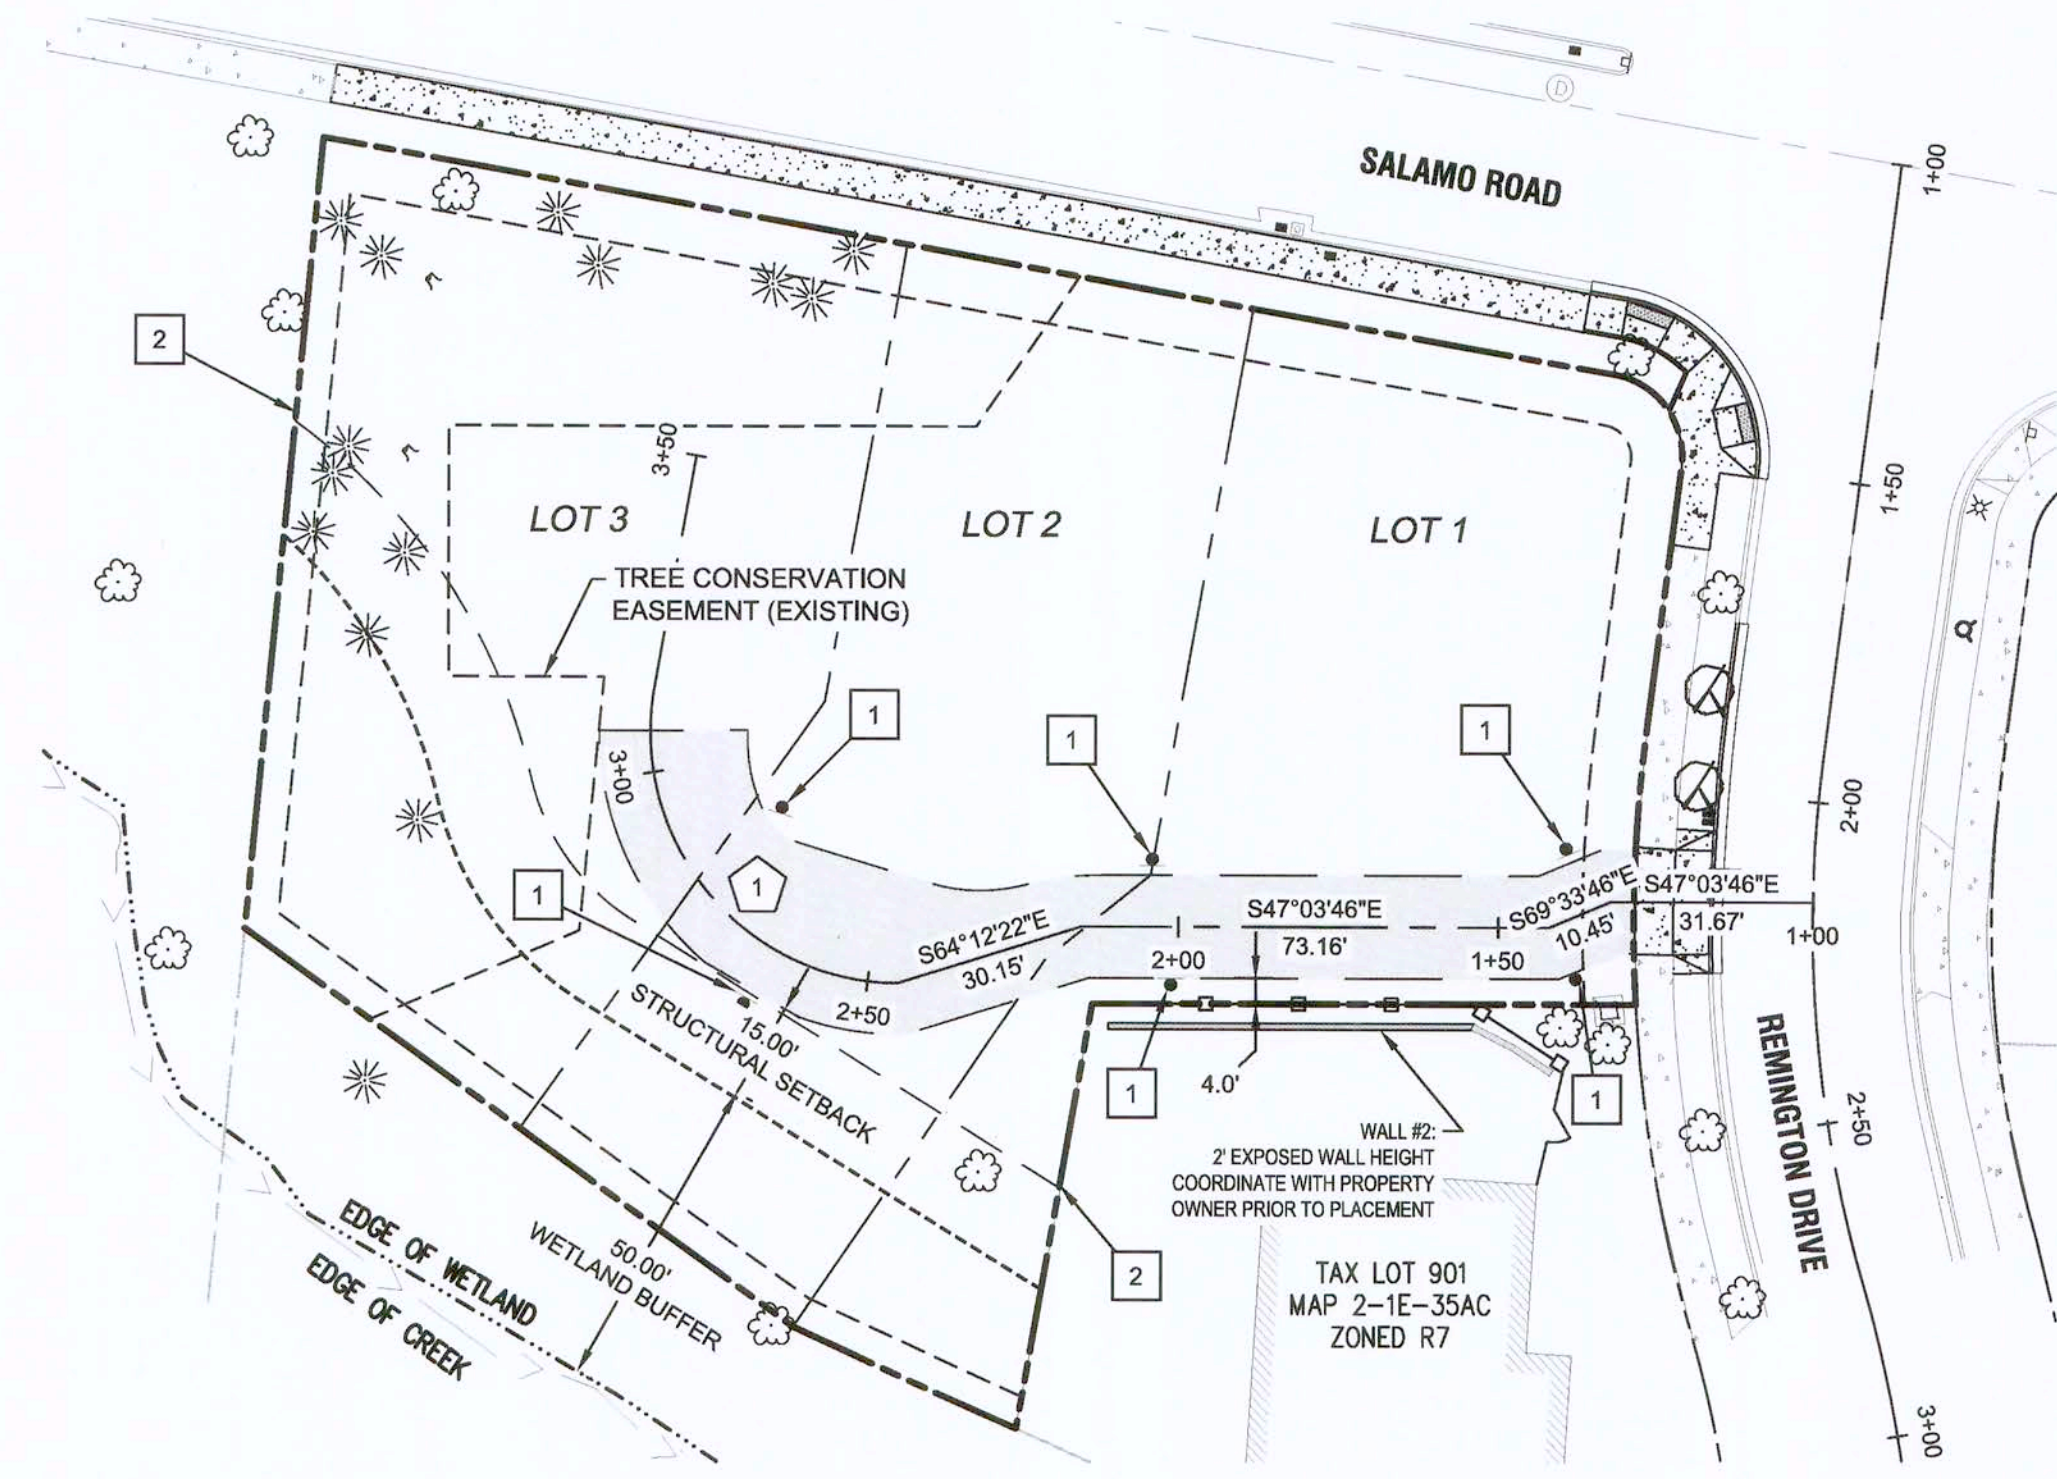 D
SALAMO ROAD
1+00
2
1+50
3+50
LOT 3
LOT 2
LOT 1
TREE CONSERVATION
EASEMENT (EXISTING)
1
1
1
3+00
2+00
1
1
S64°12'22"E
30.15'
S47°03'46"E
73.16'
S69°33'46"E
10.45'
S47°03'46"E
31.67'
1+00
2+00
1+50
2+50
15.00'
STRUCTURAL SETBACK
4.0'
1
1
REMINGTON DRIVE
2+50
WALL #2:
2' EXPOSED WALL HEIGHT
COORDINATE WITH PROPERTY
OWNER PRIOR TO PLACEMENT
EDGE OF WETLAND
EDGE OF CREEK
50.00'
WETLAND BUFFER
2
TAX LOT 901
MAP 2-1E-35AC
ZONED R7
3+00